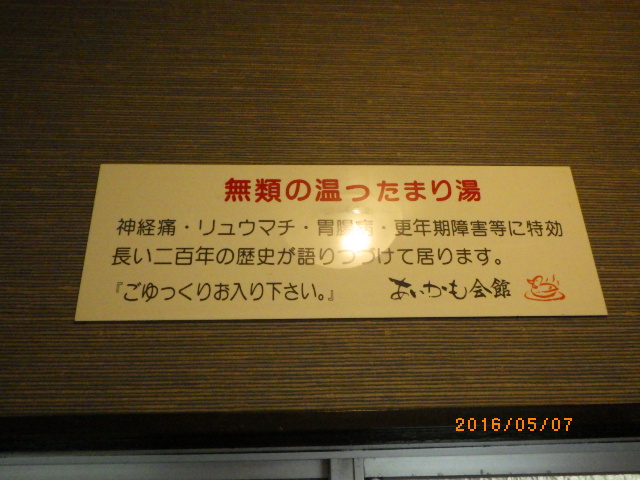 無類の温ったまり湯
神経痛・リュウマチ・胃腸病・更年期障害等に特効
長い二百年の歴史が語りつづけて居ります。
『ごゆっくりお入り下さい。』 あいかも会館
2016/05/07